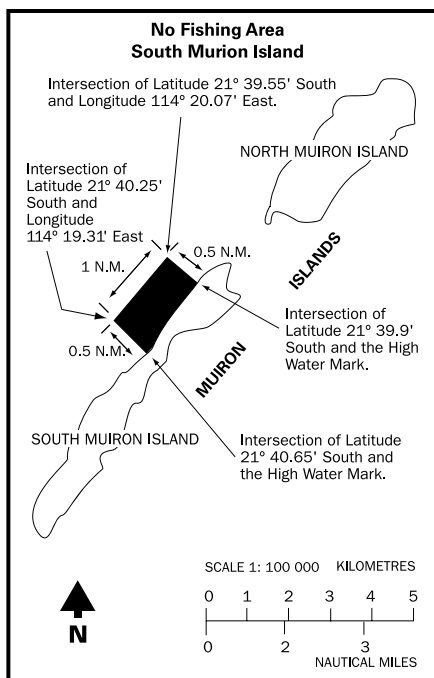 No Fishing Area
South Murion Island
Intersection of Latitude 21° 39.55' South
and Longitude 114° 20.07' East.
NORTH MUIRON ISLAND
Intersection of
Latitude 21° 40.25'
South and
Longitude
114° 19.31' East
0.5 N.M.
1 N.M.
ISLANDS
0.5 N.M.
Intersection of
Latitude 21° 39.9'
South and the High
Water Mark.
MUIRON
SOUTH MUIRON ISLAND
Intersection of Latitude
21° 40.65' South and
the High Water Mark.
SCALE 1: 100 000 KILOMETRES
0 1 2 3 4 5
0 2 3
NAUTICAL MILES
N